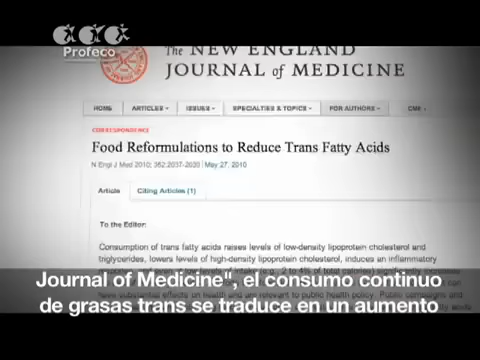 Profeco
The NEW ENGLAND
JOURNAL of MEDICINE
HOME ARTICLES ISSUES SPECIALTIES & TOPICS FOR AUTHORS CME
CORRESPONDENCE
Food Reformulations to Reduce Trans Fatty Acids
N Engl J Med 2010; 362:2037-2039 May 27, 2010
Article Citing Articles (1)
To the Editor:
Consumption of trans fatty acids raises levels of low-density lipoprotein cholesterol and
triglycerides, lowers levels of high-density lipoprotein cholesterol, induces an inflammatory
Journal of Medicine", el consumo continuo
de grasas trans se traduce en un aumento